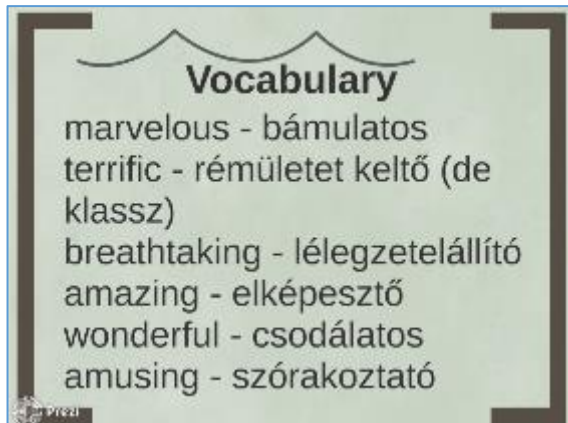 Vocabulary
marvelous - bámulatos
terrific - rémületet keltő (de
klassz)
breathtaking - lélegzetelállító
amazing - elképesztő
wonderful - csodálatos
amusing - szórakoztató
Prezi